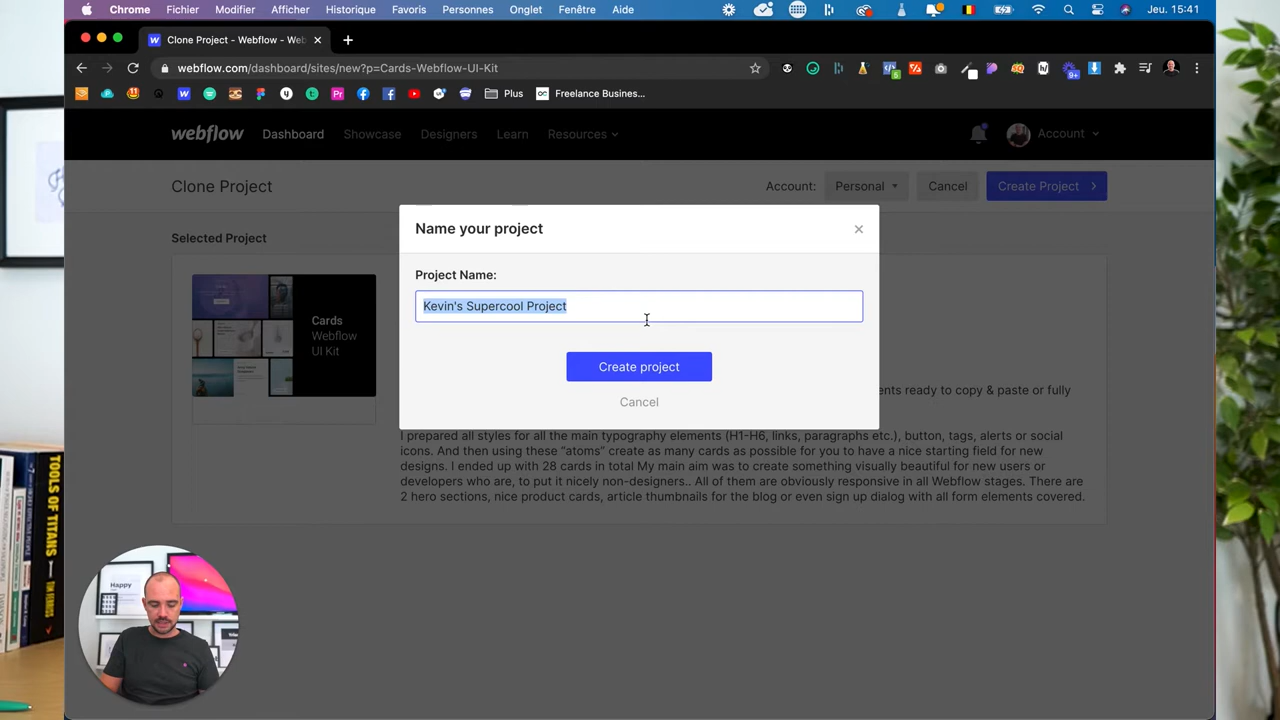 Chrome Fichier Modifier Afficher Historique Favoris Personnes Onglet Fenêtre Aide Jeu. 15:41
Clone Project - Webflow - Web
webflow.com/dashboard/sites/new?p=Cards-Webflow-UI-Kit
Plus Freelance Busines...
webflow Dashboard Showcase Designers Learn Resources Account
Clone Project Account: Personal Cancel Create Project
Name your project
Selected Project
Project Name:
Kevin's Supercool Project
Cards
Webflow
UI Kit
Create project
ents ready to copy & paste or fully
Cancel
I prepared all styles for all the main typography elements (H1-H6, links, paragraphs etc.), button, tags, alerts or social
icons. And then using these “atoms” create as many cards as possible for you to have a nice starting field for new
designs. I ended up with 28 cards in total My main aim was to create something visually beautiful for new users or
developers who are, to put it nicely non-designers.. All of them are obviously responsive in all Webflow stages. There are
2 hero sections, nice product cards, article thumbnails for the blog or even sign up dialog with all form elements covered.
TOOLS OF TITANS
TIM FERRISS
Happy